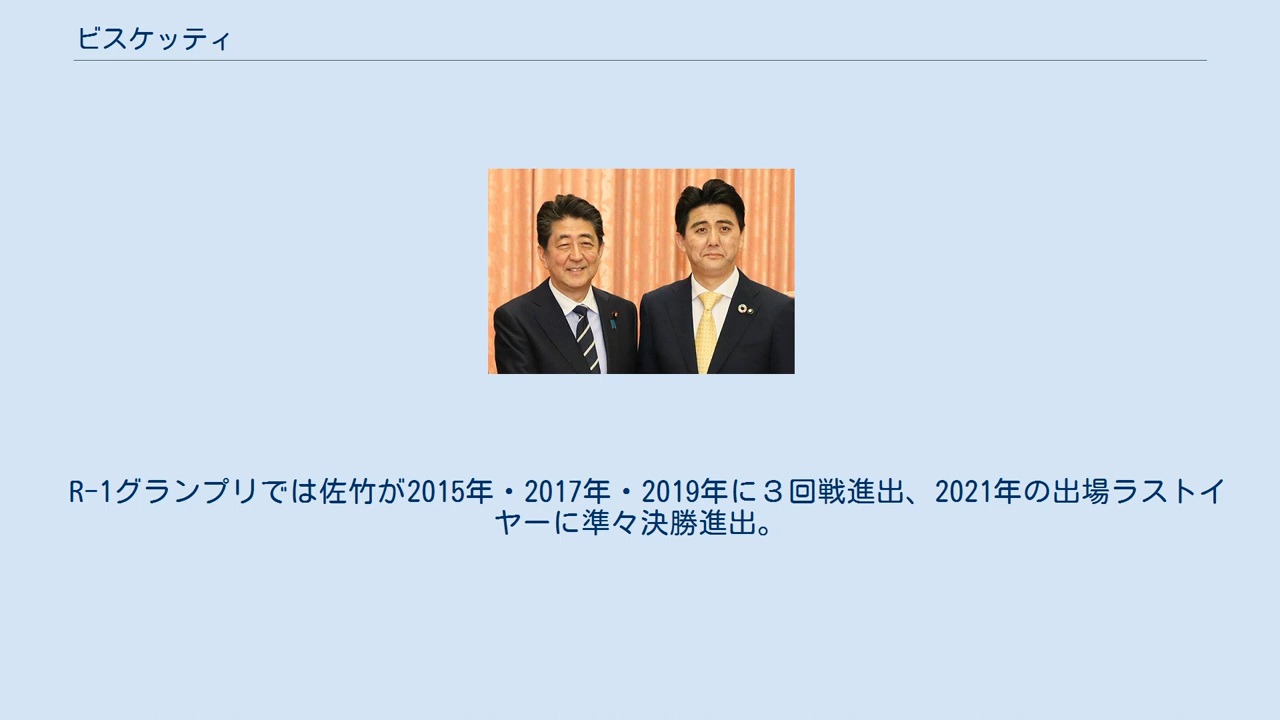 ビスケッティ
R-1グランプリでは佐竹が2015年・2017年・2019年に３回戦進出、2021年の出場ラストイ
ヤーに準々決勝進出。